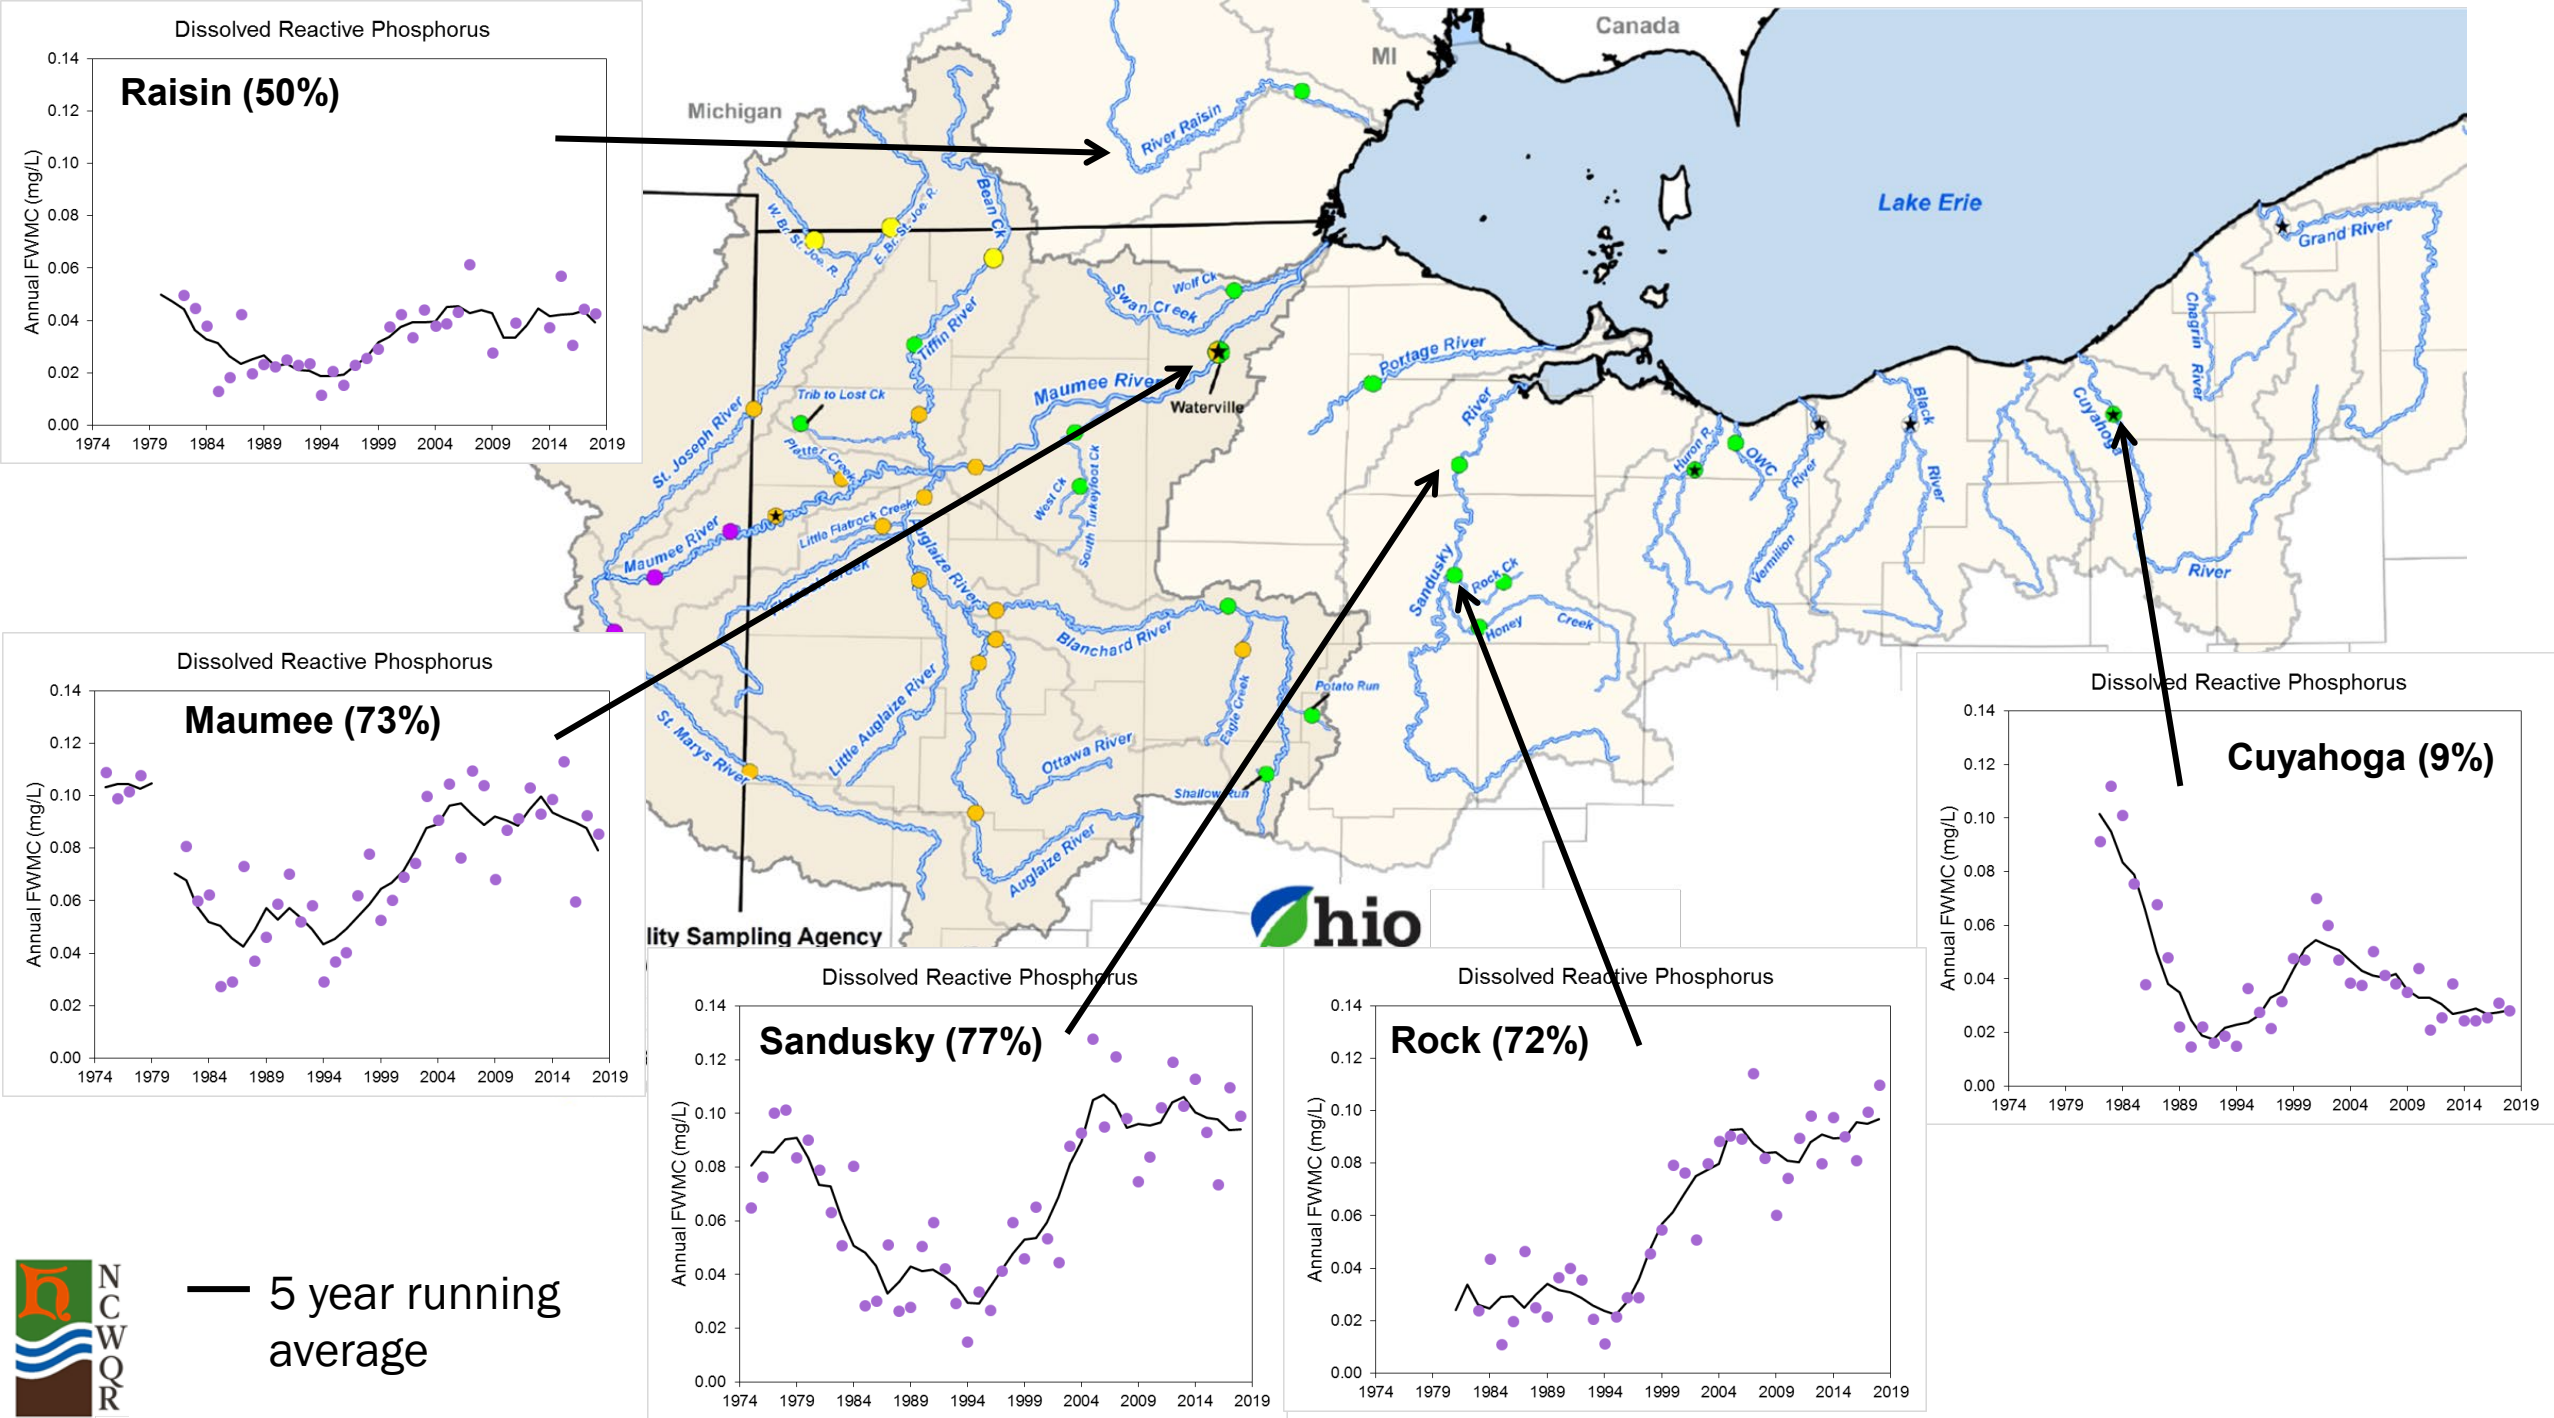 Dissolved Reactive Phosphorus
Raisin (50%)
Annual FWMC (mg/L)
0.14
0.12
0.10
0.08
0.06
0.04
0.02
0.00
1974 1979 1984 1989 1994 1999 2004 2009 2014 2019
Michigan
MI
Canada
Lake Erie
River Raisin
Bean Ck
W. Br. St. Joe. R.
E. Br. St. Joe. R.
Wolf Ck
Swan Creek
Tiffin River
Portage River
Maumee River
Waterville
Trib to Lost Ck
Platter Creek
St. Joseph River
Maumee River
Little Flatrock Creek
West Ck
South Turkeyfoot Ck
Auglaize River
Blanchard River
Little Auglaize River
St. Marys River
Ottawa River
Eagle Creek
Potato Run
Shallow Run
Auglaize River
River
Sandusky
Rock Ck
Honey
Creek
Huron R.
OWC
River
Vermilion
Black
River
Cuyahoga
River
Chagrin River
Grand River
lity Sampling Agency
hio
Dissolved Reactive Phosphorus
Maumee (73%)
Annual FWMC (mg/L)
0.14
0.12
0.10
0.08
0.06
0.04
0.02
0.00
1974 1979 1984 1989 1994 1999 2004 2009 2014 2019
Dissolved Reactive Phosphorus
Sandusky (77%)
Annual FWMC (mg/L)
0.14
0.12
0.10
0.08
0.06
0.04
0.02
0.00
1974 1979 1984 1989 1994 1999 2004 2009 2014 2019
Dissolved Reactive Phosphorus
Rock (72%)
Annual FWMC (mg/L)
0.14
0.12
0.10
0.08
0.06
0.04
0.02
0.00
1974 1979 1984 1989 1994 1999 2004 2009 2014 2019
Dissolved Reactive Phosphorus
Cuyahoga (9%)
Annual FWMC (mg/L)
0.14
0.12
0.10
0.08
0.06
0.04
0.02
0.00
1974 1979 1984 1989 1994 1999 2004 2009 2014 2019
NCWQR
5 year running
average